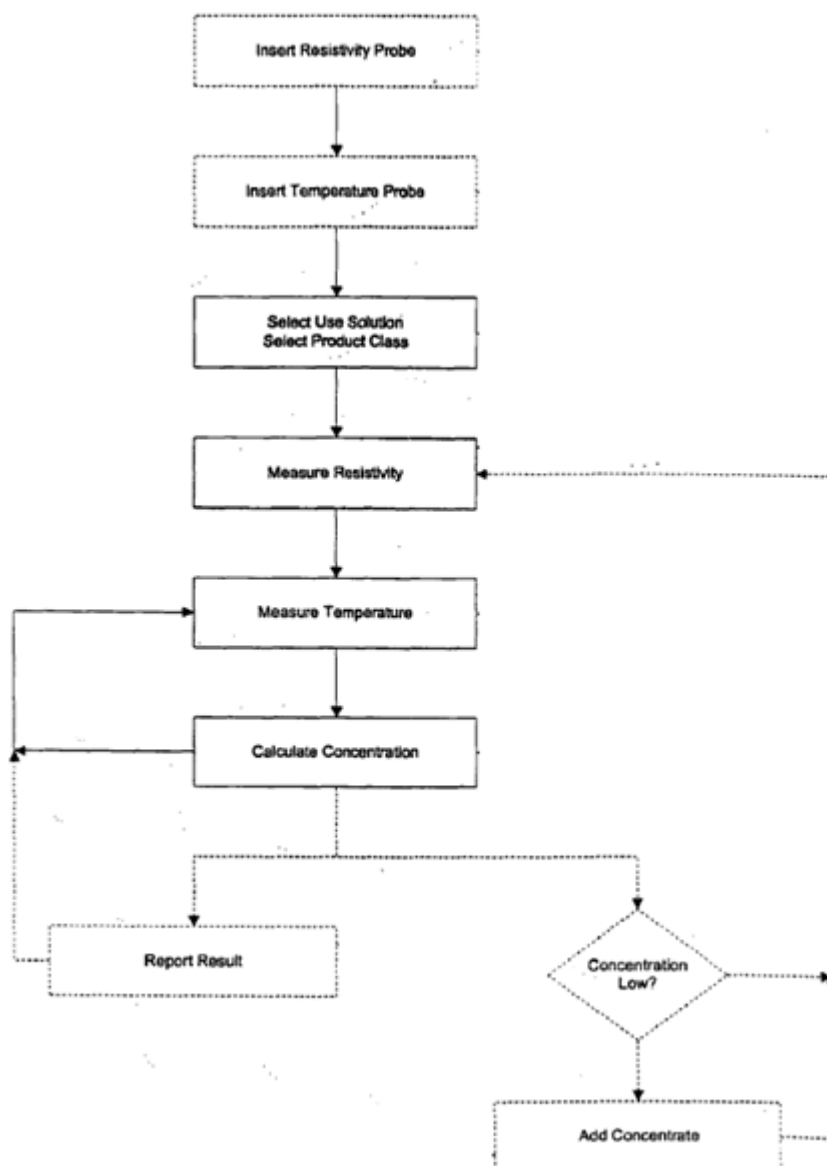 Insert Resistivity Probe
Insert Temperature Probe
Select Use Solution
Select Product Class
Measure Resistivity
Measure Temperature
Calculate Concentration
Report Result
Concentration
Low?
Add Concentrate